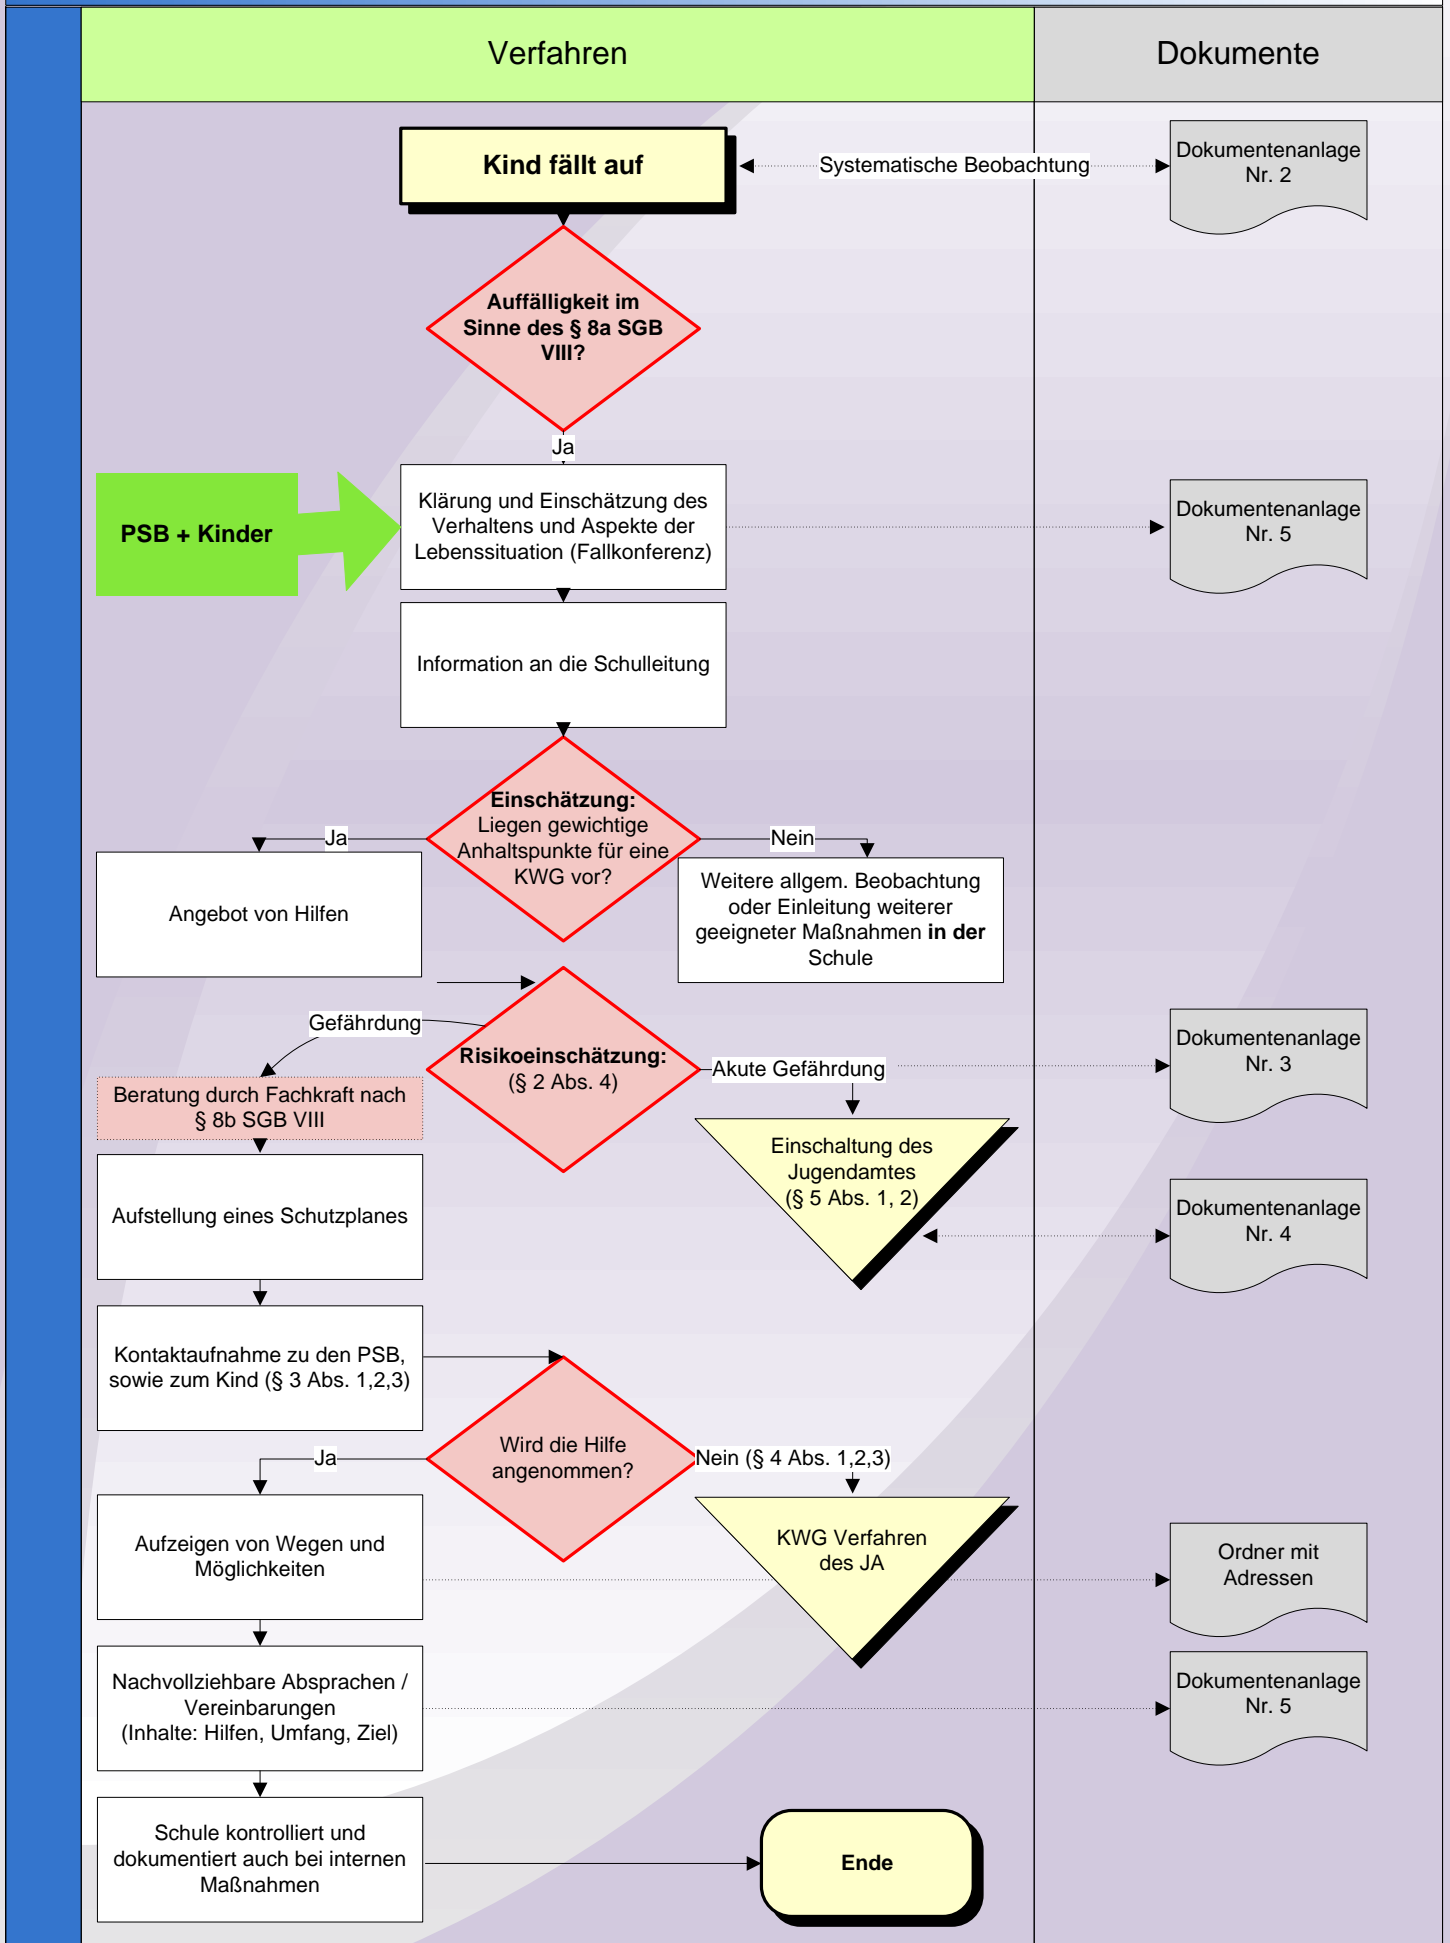 Verfahren
Dokumente
Kind fällt auf
Systematische Beobachtung
Dokumentenanlage
Nr. 2
Auffälligkeit im
Sinne des § 8a SGB
VIII?
Ja
PSB + Kinder
Klärung und Einschätzung des
Verhaltens und Aspekte der
Lebenssituation (Fallkonferenz)
Dokumentenanlage
Nr. 5
Information an die Schulleitung
Einschätzung:
Liegen gewichtige
Anhaltspunkte für eine
KWG vor?
Ja
Nein
Angebot von Hilfen
Weitere allgem. Beobachtung
oder Einleitung weiterer
geeigneter Maßnahmen in der
Schule
Gefährdung
Risikoeinschätzung:
(§ 2 Abs. 4)
Akute Gefährdung
Dokumentenanlage
Nr. 3
Beratung durch Fachkraft nach
§ 8b SGB VIII
Einschaltung des
Jugendamtes
(§ 5 Abs. 1, 2)
Aufstellung eines Schutzplanes
Dokumentenanlage
Nr. 4
Kontaktaufnahme zu den PSB,
sowie zum Kind (§ 3 Abs. 1,2,3)
Wird die Hilfe
angenommen?
Ja
Nein (§ 4 Abs. 1,2,3)
Aufzeigen von Wegen und
Möglichkeiten
KWG Verfahren
des JA
Ordner mit
Adressen
Nachvollziehbare Absprachen /
Vereinbarungen
(Inhalte: Hilfen, Umfang, Ziel)
Dokumentenanlage
Nr. 5
Schule kontrolliert und
dokumentiert auch bei internen
Maßnahmen
Ende